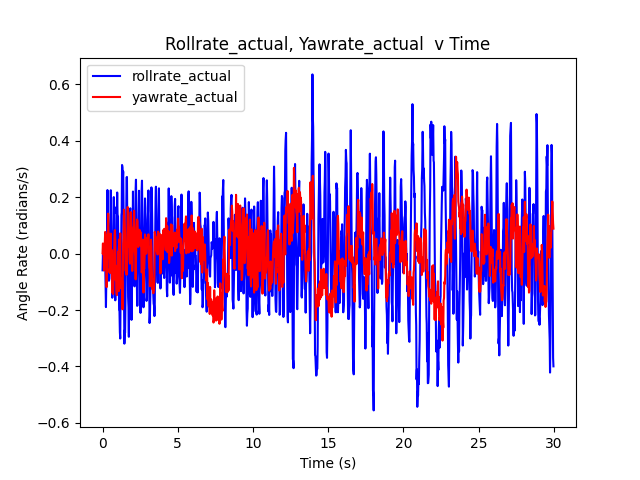 Rollrate_actual, Yawrate_actual  v Time
rollrate_actual
yawrate_actual
Angle Rate (radians/s)
0.6
0.4
0.2
0.0
−0.2
−0.4
−0.6
0 5 10 15 20 25 30
Time (s)